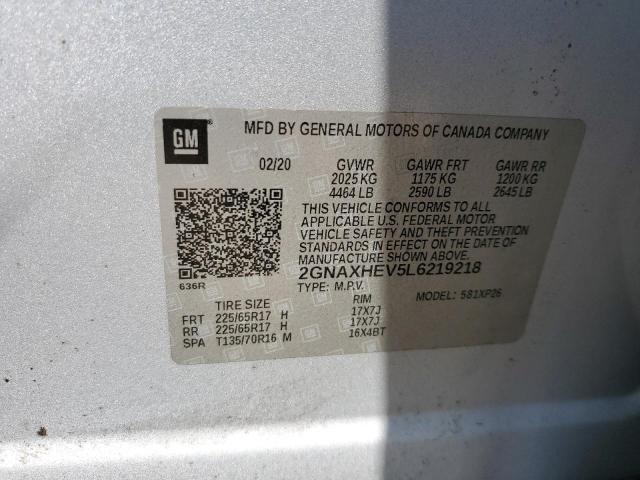 GM
MFD BY GENERAL MOTORS OF CANADA COMPANY
02/20 GVWR GAWR FRT GAWR RR
2025 KG 1175 KG 1200 KG
4464 LB 2590 LB 2645 LB
THIS VEHICLE CONFORMS TO ALL
APPLICABLE U.S. FEDERAL MOTOR
VEHICLE SAFETY AND THEFT
PREVENTION STANDARDS IN EFFECT ON THE
DATE OF MANUFACTURE SHOWN ABOVE.
2GNAXHEV5L6219218
636R
TYPE: M.P.V. MODEL: 581XP26
TIRE SIZE RIM
FRT 225/65R17 H 17X7J
RR 225/65R17 H 17X7J
SPA T135/70R16 M 16X4BT